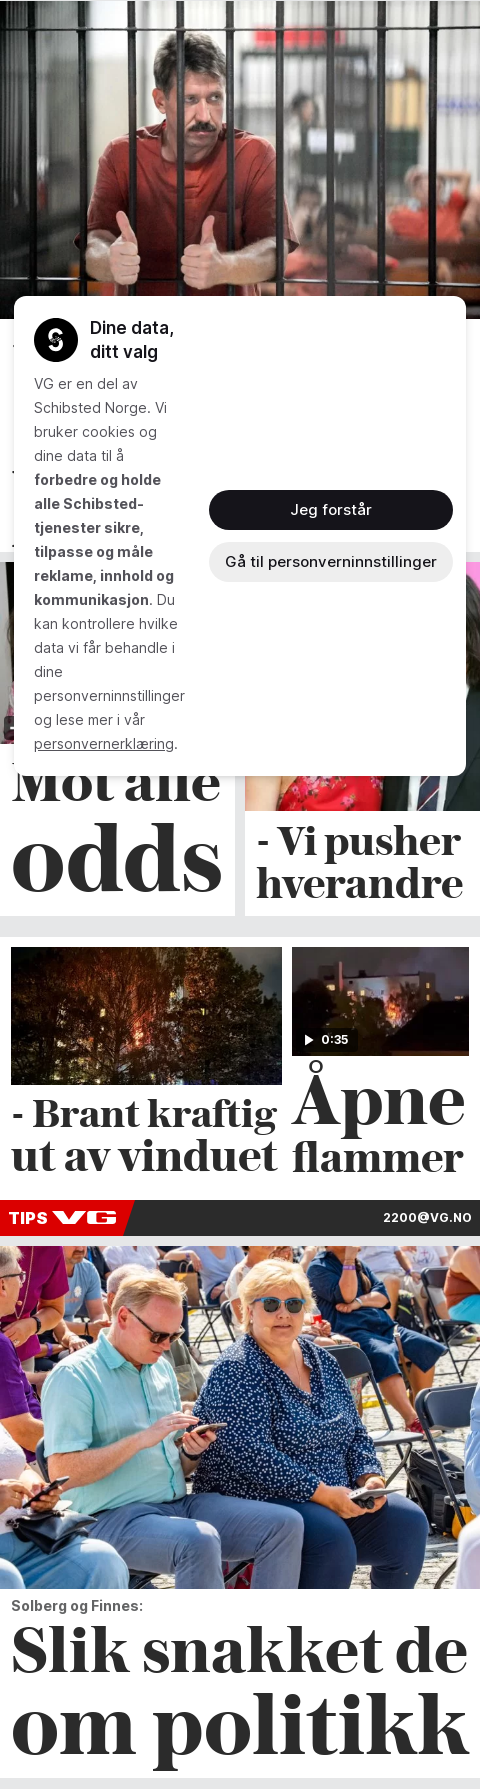 Dine data,
ditt valg
VG er en del av
Schibsted Norge. Vi
bruker cookies og
dine data til å
forbedre og holde
alle Schibsted-
tjenester sikre,
tilpasse og måle
reklame, innhold og
kommunikasjon. Du
kan kontrollere hvilke
data vi får behandle i
dine
personverninnstillinger
og lese mer i vår
personvernerklæring.
Jeg forstår
Gå til personverninnstillinger
Mot alle
odds
- Vi pusher
hverandre
- Brant kraftig
ut av vinduet
0:35
Åpne
flammer
TIPS VG
2200@VG.NO
Solberg og Finnes:
Slik snakket de
om politikk